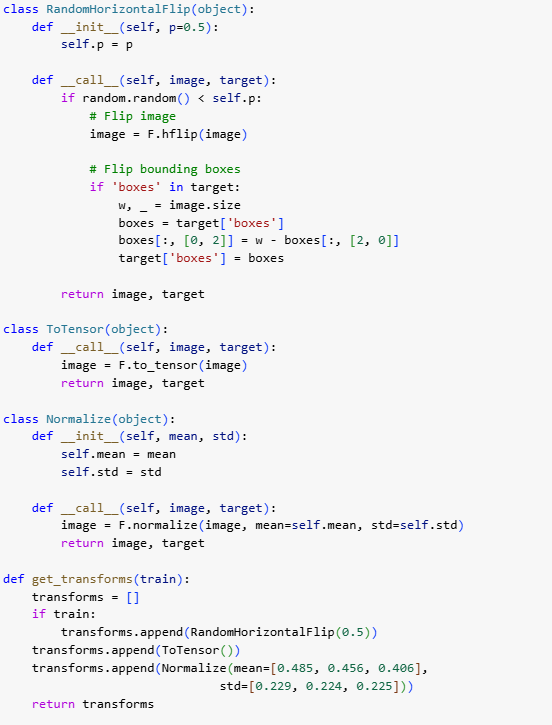 class RandomHorizontalFlip(object):
    def __init__(self, p=0.5):
        self.p = p

    def __call__(self, image, target):
        if random.random() < self.p:
            # Flip image
            image = F.hflip(image)

            # Flip bounding boxes
            if 'boxes' in target:
                w, _ = image.size
                boxes = target['boxes']
                boxes[:, [0, 2]] = w - boxes[:, [2, 0]]
                target['boxes'] = boxes

        return image, target

class ToTensor(object):
    def __call__(self, image, target):
        image = F.to_tensor(image)
        return image, target

class Normalize(object):
    def __init__(self, mean, std):
        self.mean = mean
        self.std = std

    def __call__(self, image, target):
        image = F.normalize(image, mean=self.mean, std=self.std)
        return image, target

def get_transforms(train):
    transforms = []
    if train:
        transforms.append(RandomHorizontalFlip(0.5))
    transforms.append(ToTensor())
    transforms.append(Normalize(mean=[0.485, 0.456, 0.406],
                              std=[0.229, 0.224, 0.225]))
    return transforms